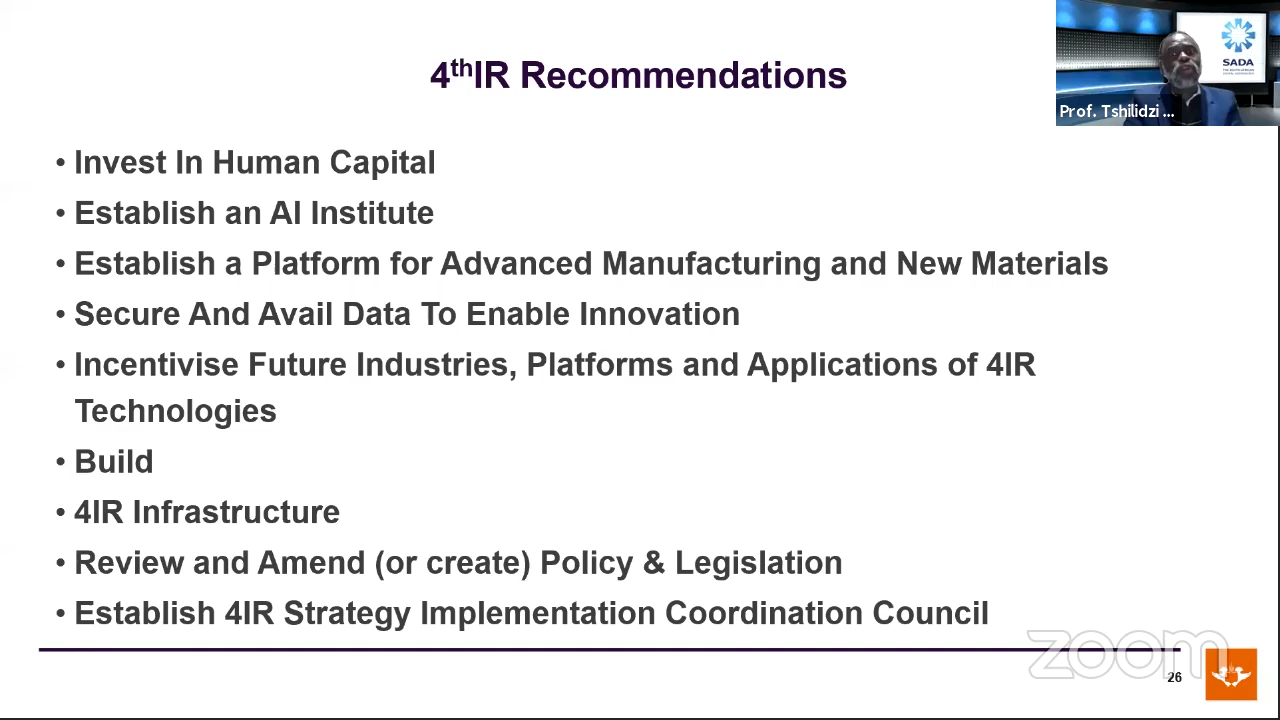 4thIR Recommendations
SADA
Prof. Tshilidzi ...
• Invest In Human Capital
• Establish an AI Institute
• Establish a Platform for Advanced Manufacturing and New Materials
• Secure And Avail Data To Enable Innovation
• Incentivise Future Industries, Platforms and Applications of 4IR
Technologies
• Build
• 4IR Infrastructure
• Review and Amend (or create) Policy & Legislation
• Establish 4IR Strategy Implementation Coordination Council
zoom
26